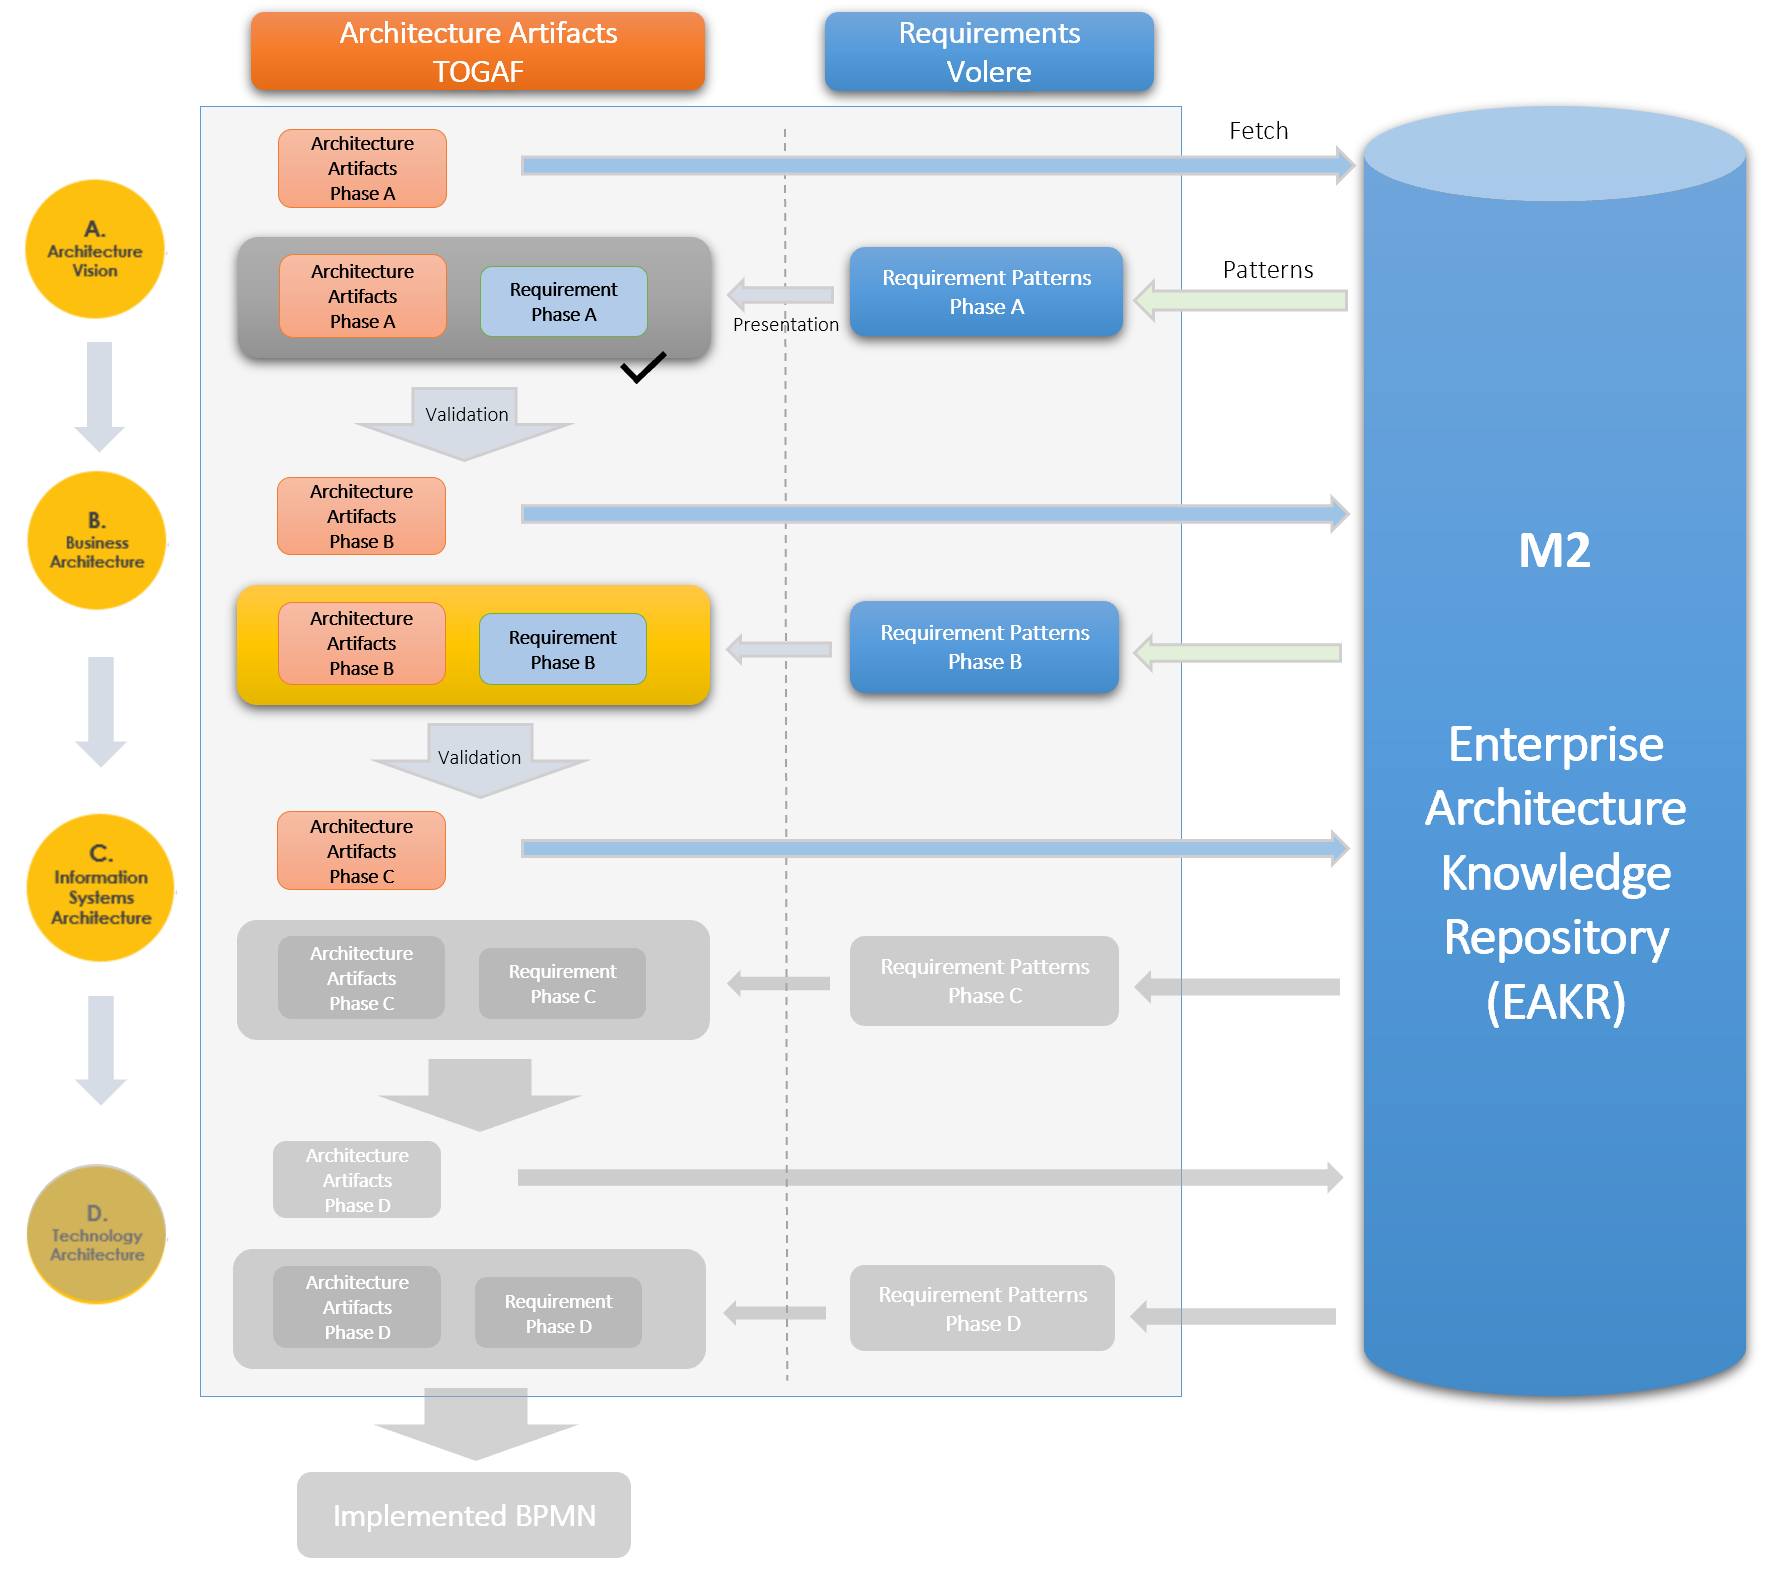 Architecture Artifacts
TOGAF
Requirements
Volere
Architecture
Artifacts
Phase A
Fetch
A.
Architecture
Vision
Architecture
Artifacts
Phase A
Requirement
Phase A
Presentation
Requirement Patterns
Phase A
Patterns
Validation
B.
Business
Architecture
Architecture
Artifacts
Phase B
Architecture
Artifacts
Phase B
Requirement
Phase B
Requirement Patterns
Phase B
Validation
C.
Information
Systems
Architecture
Architecture
Artifacts
Phase C
Architecture
Artifacts
Phase C
Requirement
Phase C
Requirement Patterns
Phase C
D.
Technology
Architecture
Architecture
Artifacts
Phase D
Architecture
Artifacts
Phase D
Requirement
Phase D
Requirement Patterns
Phase D
Implemented BPMN
M2
Enterprise
Architecture
Knowledge
Repository
(EAKR)